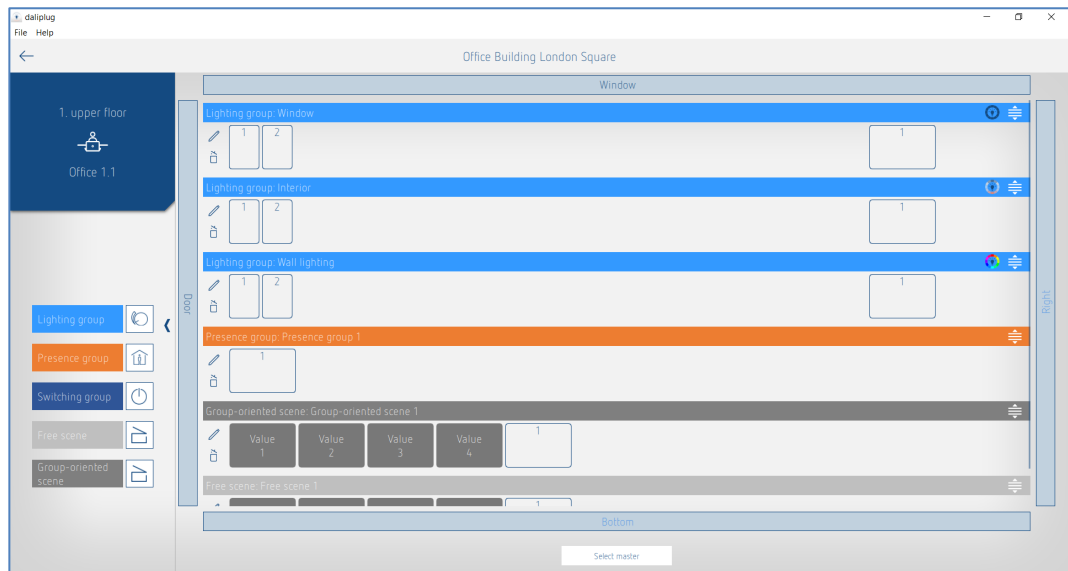 daliplug
File Help
Office Building London Square
1. upper floor
Office 1.1
Window
Door
Right
Lighting group: Window
1 2 1
Lighting group: Interior
1 2 1
Lighting group: Wall lighting
1 2 1
Presence group: Presence group 1
1
Group-oriented scene: Group-oriented scene 1
Value 1
Value 2
Value 3
Value 4
1
Free scene: Free scene 1
1
Bottom
Select master
Lighting group
Presence group
Switching group
Free scene
Group-oriented
scene